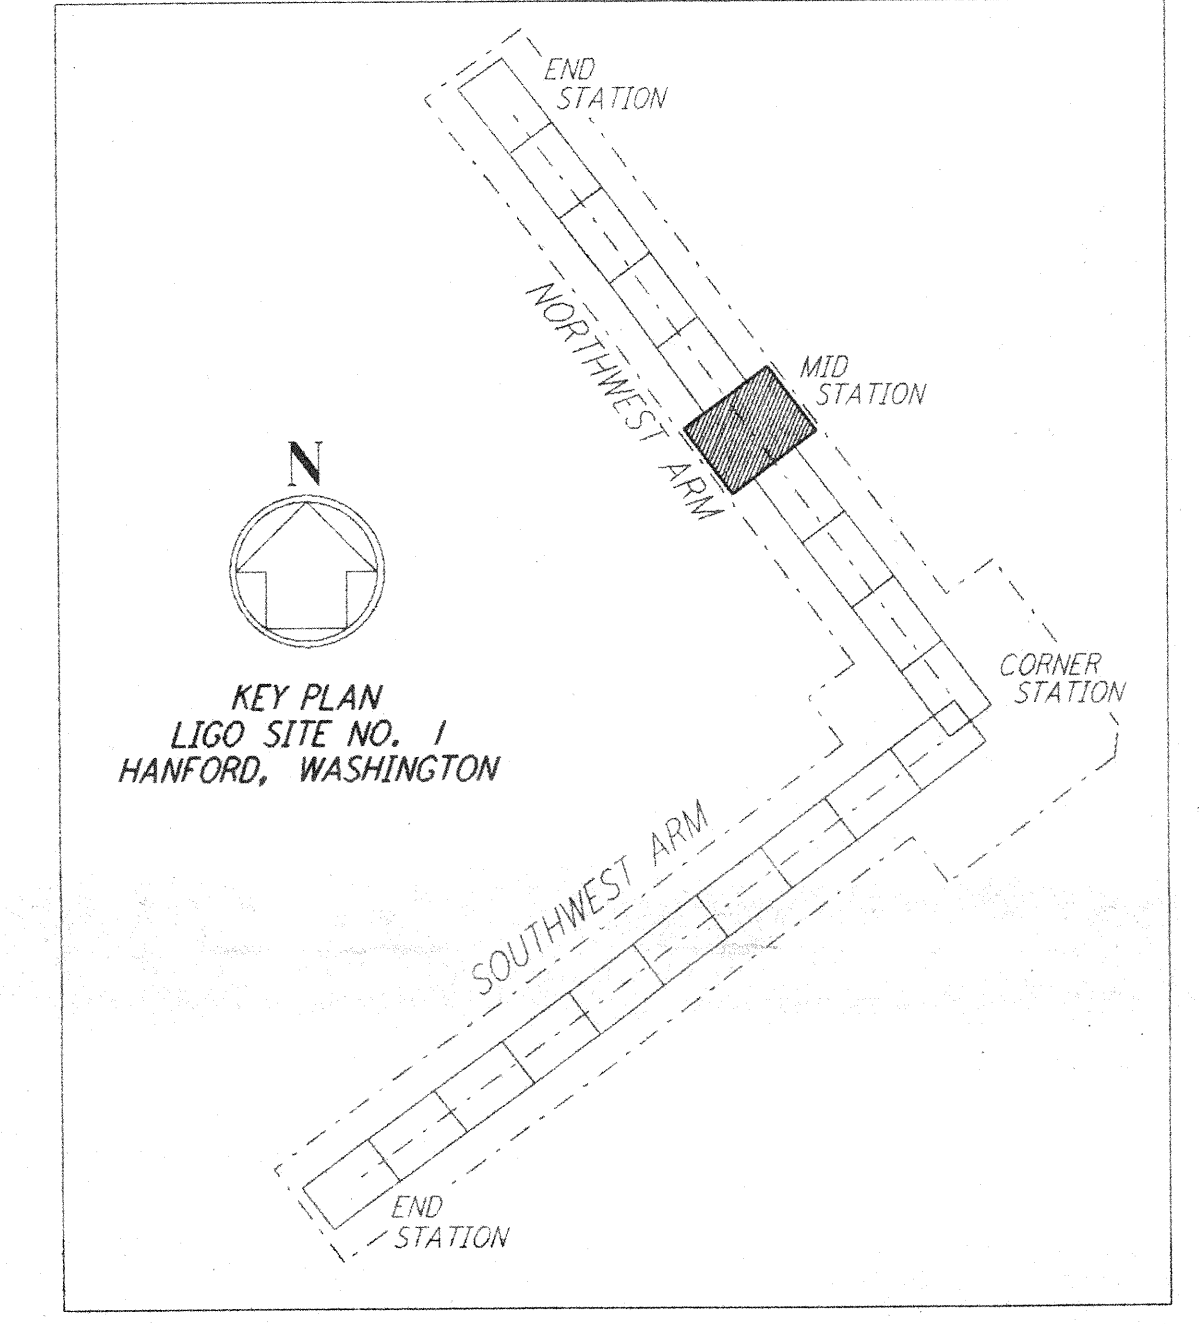 END
STATION
NORTHWEST ARM
MID
STATION
N
KEY PLAN
LIGO SITE NO. 1
HANFORD, WASHINGTON
CORNER
STATION
SOUTHWEST ARM
END
STATION